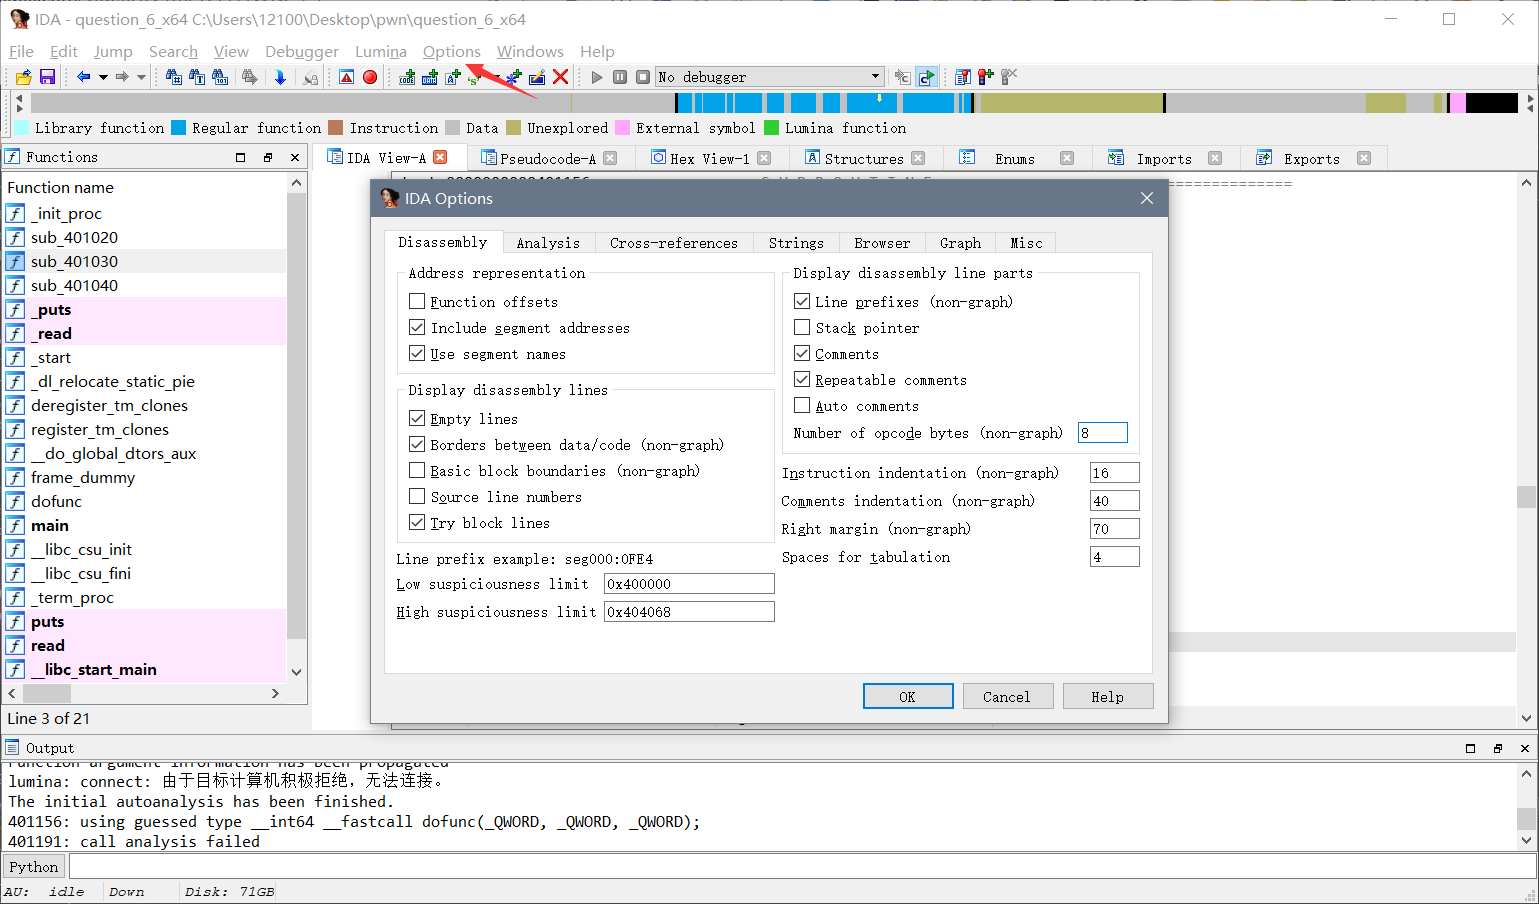 IDA - question_6_x64 C:\Users\12100\Desktop\pwn\question_6_x64
File Edit Jump Search View Debugger Lumina Options Windows Help
No debugger
Library function Regular function Instruction Data Unexplored External symbol Lumina function
Functions
IDA View-A Pseudocode-A Hex View-1 Structures Enums Imports Exports
Function name
_init_proc
sub_401020
sub_401030
sub_401040
_puts
_read
_start
_dl_relocate_static_pie
deregister_tm_clones
register_tm_clones
__do_global_dtors_aux
frame_dummy
dofunc
main
__libc_csu_init
__libc_csu_fini
_term_proc
puts
read
__libc_start_main
Line 3 of 21
IDA Options
Disassembly Analysis Cross-references Strings Browser Graph Misc
Address representation
Function offsets
Include segment addresses
Use segment names
Display disassembly lines
Empty lines
Borders between data/code (non-graph)
Basic block boundaries (non-graph)
Source line numbers
Try block lines
Line prefix example: seg000:0FE4
Low suspiciousness limit 0x400000
High suspiciousness limit 0x404068
Display disassembly line parts
Line prefixes (non-graph)
Stack pointer
Comments
Repeatable comments
Auto comments
Number of opcode bytes (non-graph) 8
Instruction indentation (non-graph) 16
Comments indentation (non-graph) 40
Right margin (non-graph) 70
Spaces for tabulation 4
OK Cancel Help
Output
Function argument information has been propagated
lumina: connect: 由于目标计算机积极拒绝，无法连接。
The initial autoanalysis has been finished.
401156: using guessed type __int64 __fastcall dofunc(_QWORD, _QWORD, _QWORD);
401191: call analysis failed
Python
AU: idle Down Disk: 71GB